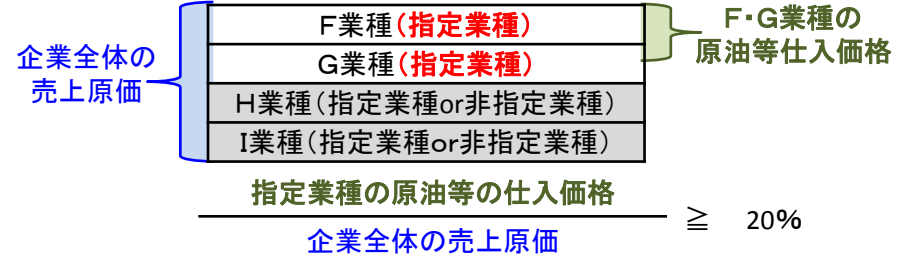 企業全体の
売上原価
F業種(指定業種)
G業種(指定業種)
H業種(指定業種or非指定業種)
I業種(指定業種or非指定業種)
F・G業種の
原油等仕入価格
指定業種の原油等の仕入価格
企業全体の売上原価
≧ 20%